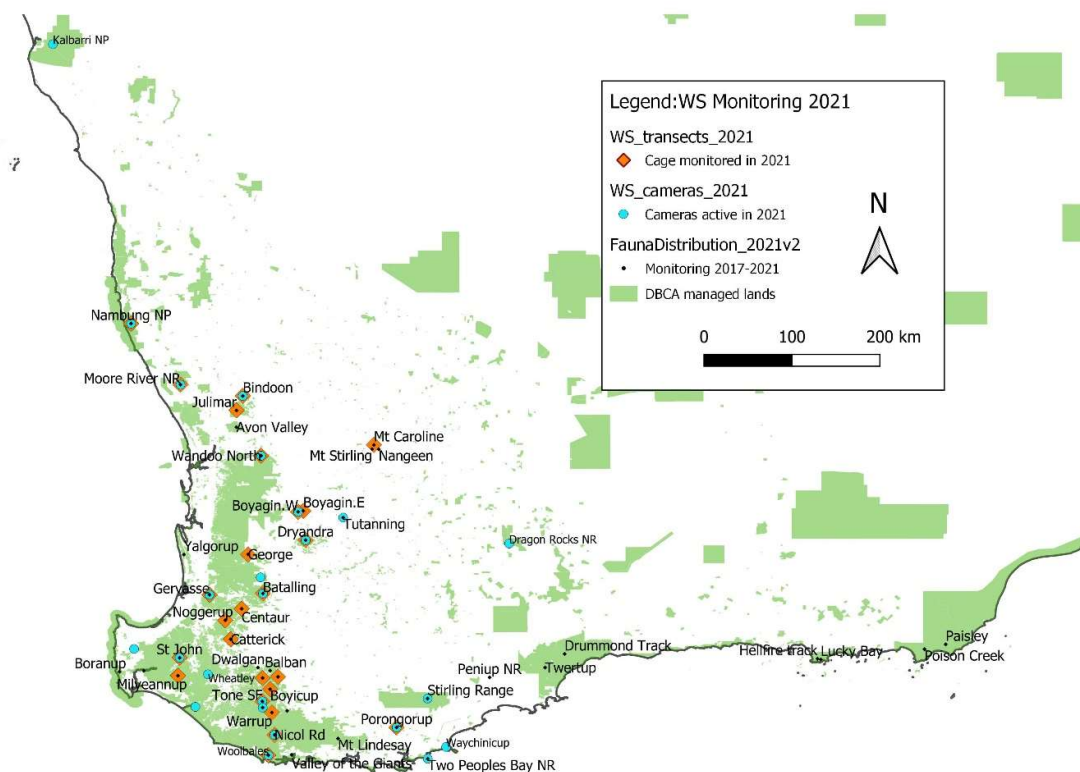 Kalbarri NP
Legend:WS Monitoring 2021
WS_transects_2021
Cage monitored in 2021
WS_cameras_2021
Cameras active in 2021
FaunaDistribution_2021v2
Monitoring 2017-2021
DBCA managed lands
N
0 100 200 km
Nambung NP
Moore River NR
Bindoon
Julimar
Avon Valley
Mt Caroline
Wandoo North
Mt Stirling Nangeen
Boyagin.W
Boyagin.E
Tutanning
Dryandra
Dragon Rocks NR
Yalgorup
George
Gervasse
Batalling
Noggerup
Centaur
Catterick
St John
Dwalgan
Balban
Boranup
Wheatley
Milyeannup
Tone SF
Boyicup
Warrup
Nicol Rd
Woolbales
Valley of the Giants
Mt Lindesay
Porongorup
Stirling Range
Waychinicup
Two Peoples Bay NR
Peniup NR
Drummond Track
Twertup
Hellfire track
Lucky Bay
Paisley
Poison Creek